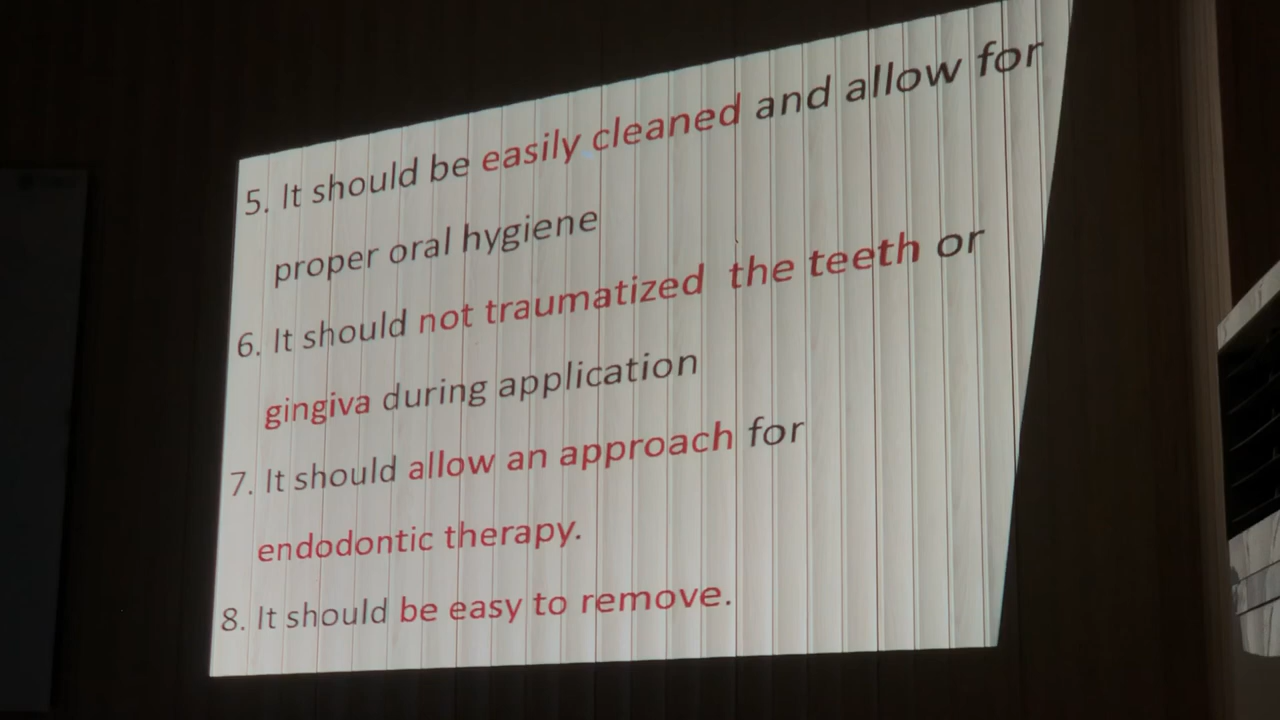 5. It should be easily cleaned and allow for
proper oral hygiene
6. It should not traumatized the teeth or
gingiva during application
7. It should allow an approach for
endodontic therapy.
8. It should be easy to remove.